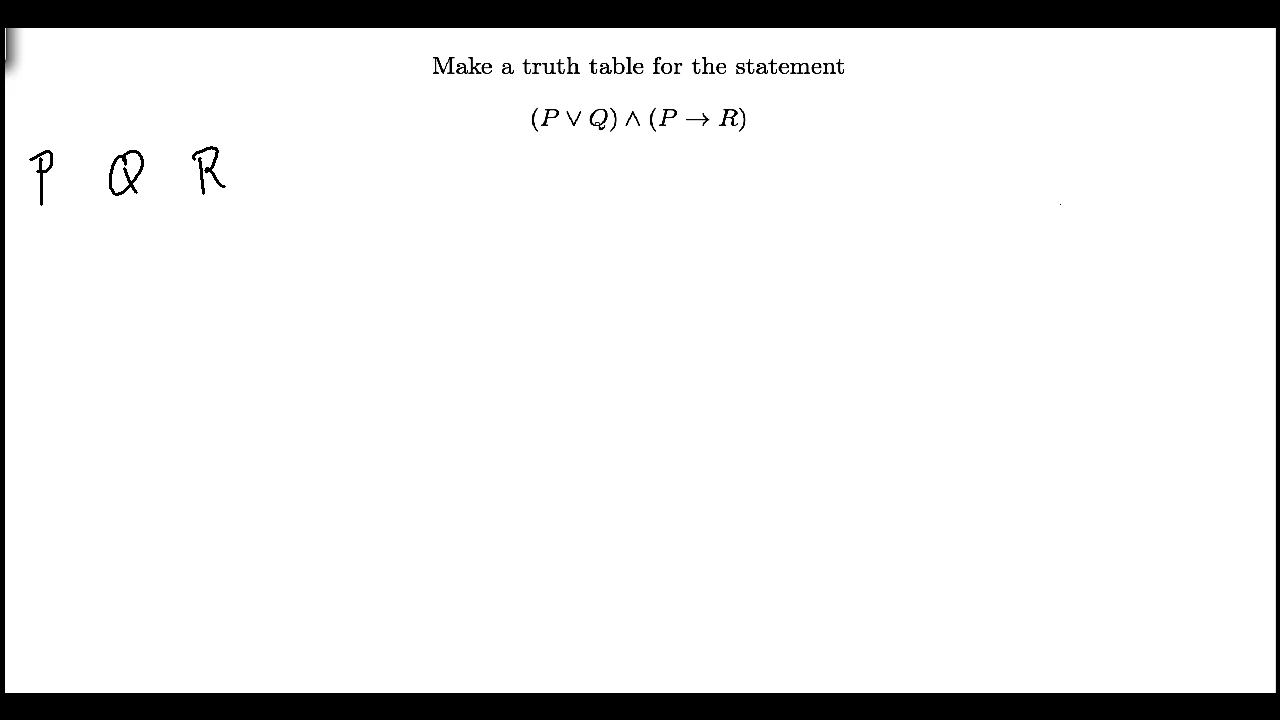 Make a truth table for the statement
(P ∨ Q) ∧ (P → R)
P Q R